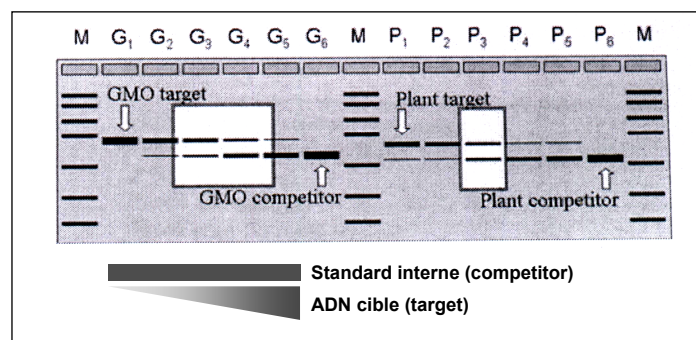 M G₁ G₂ G₃ G₄ G₅ G₆ M P₁ P₂ P₃ P₄ P₅ P₆ M
GMO target
Plant target
GMO competitor
Plant competitor
Standard interne (competitor)
ADN cible (target)